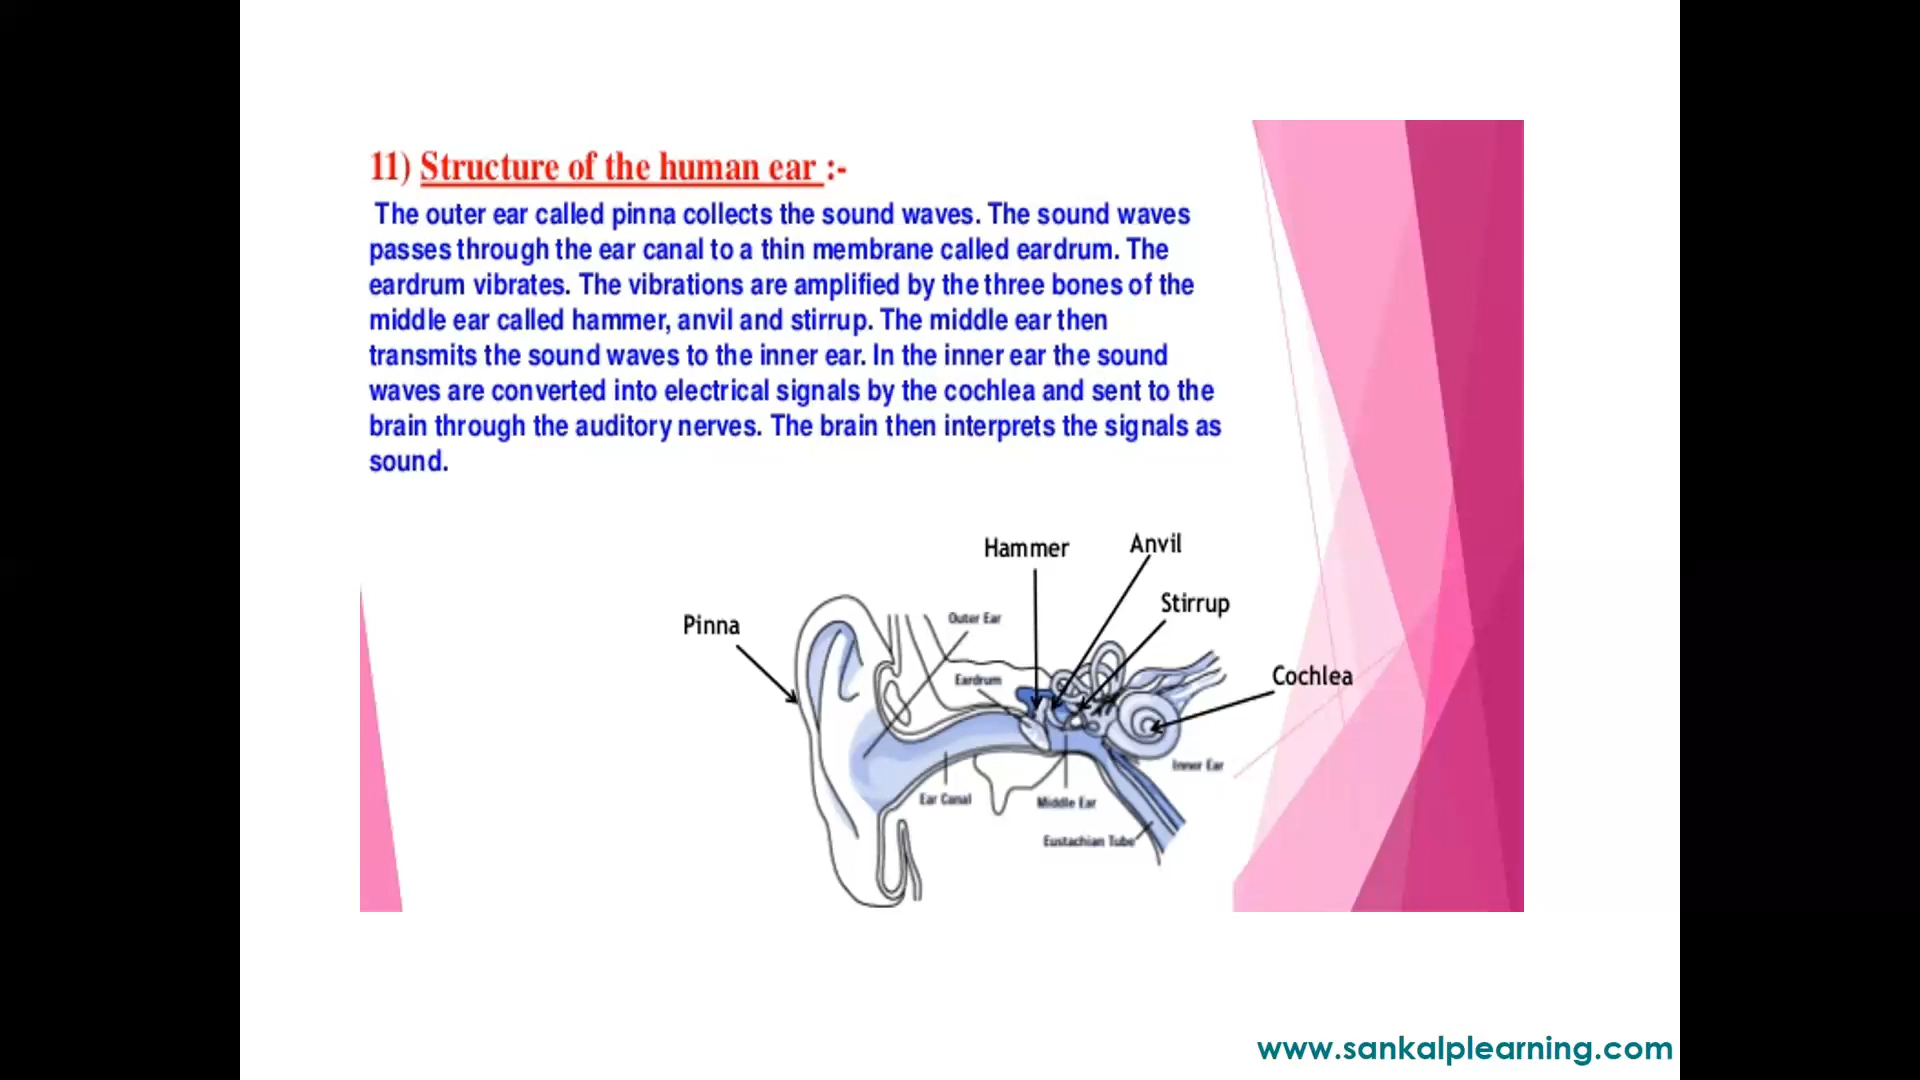 11) Structure of the human ear :-
The outer ear called pinna collects the sound waves. The sound waves
passes through the ear canal to a thin membrane called eardrum. The
eardrum vibrates. The vibrations are amplified by the three bones of the
middle ear called hammer, anvil and stirrup. The middle ear then
transmits the sound waves to the inner ear. In the inner ear the sound
waves are converted into electrical signals by the cochlea and sent to the
brain through the auditory nerves. The brain then interprets the signals as
sound.
Hammer
Anvil
Stirrup
Pinna
Outer Ear
Cochlea
Eardrum
Inner Ear
Ear Canal
Middle Ear
Eustachian Tube
www.sankalplearning.com